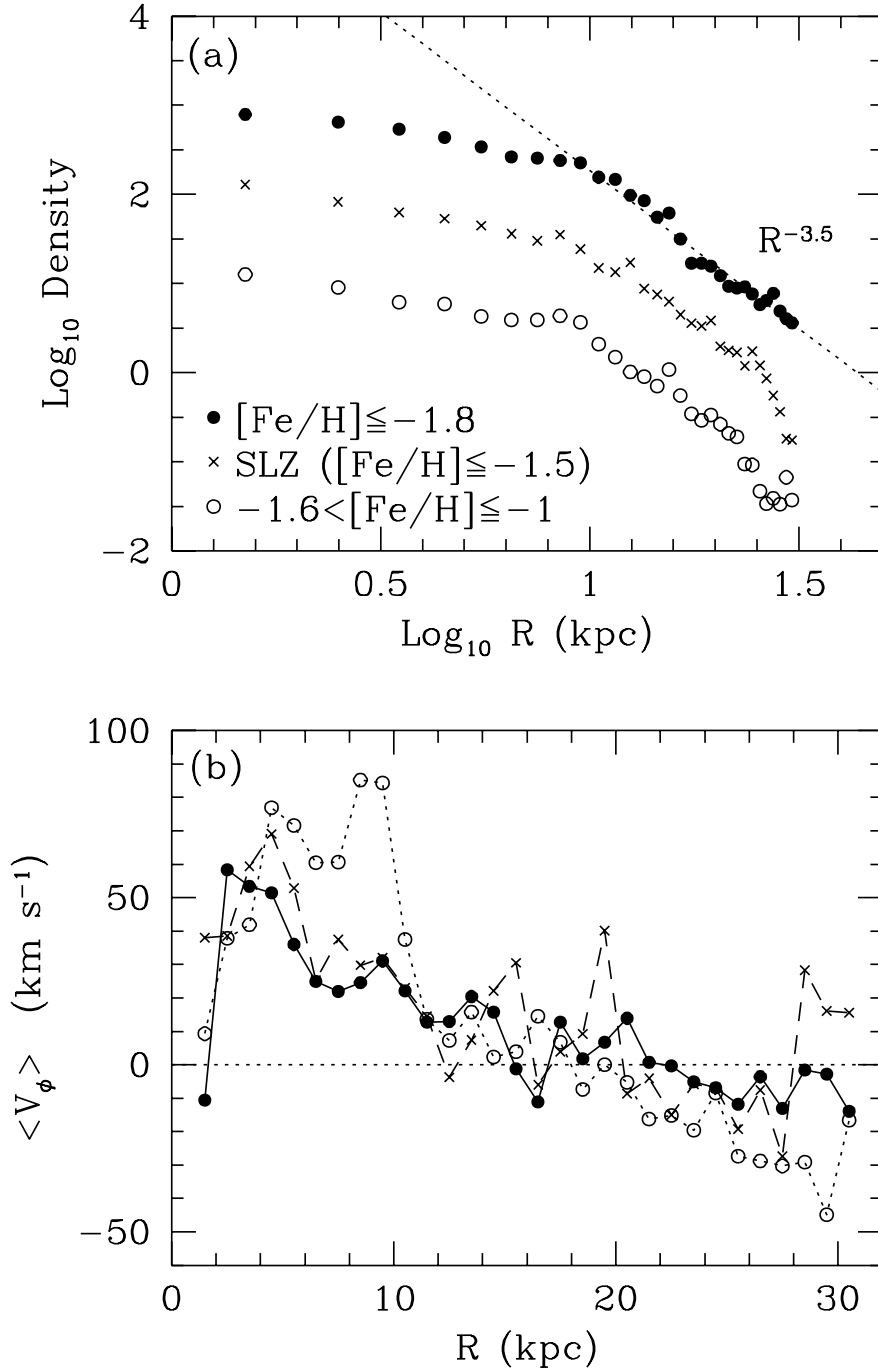 (a)
4
2
0
−2
Log₁₀ Density
R⁻³·⁵
[Fe/H]≦−1.8
SLZ ([Fe/H]≦−1.5)
−1.6<[Fe/H]≦−1
0 0.5 1 1.5
Log₁₀ R (kpc)
(b)
100
50
0
−50
<V_ϕ> (km s⁻¹)
0 10 20 30
R (kpc)